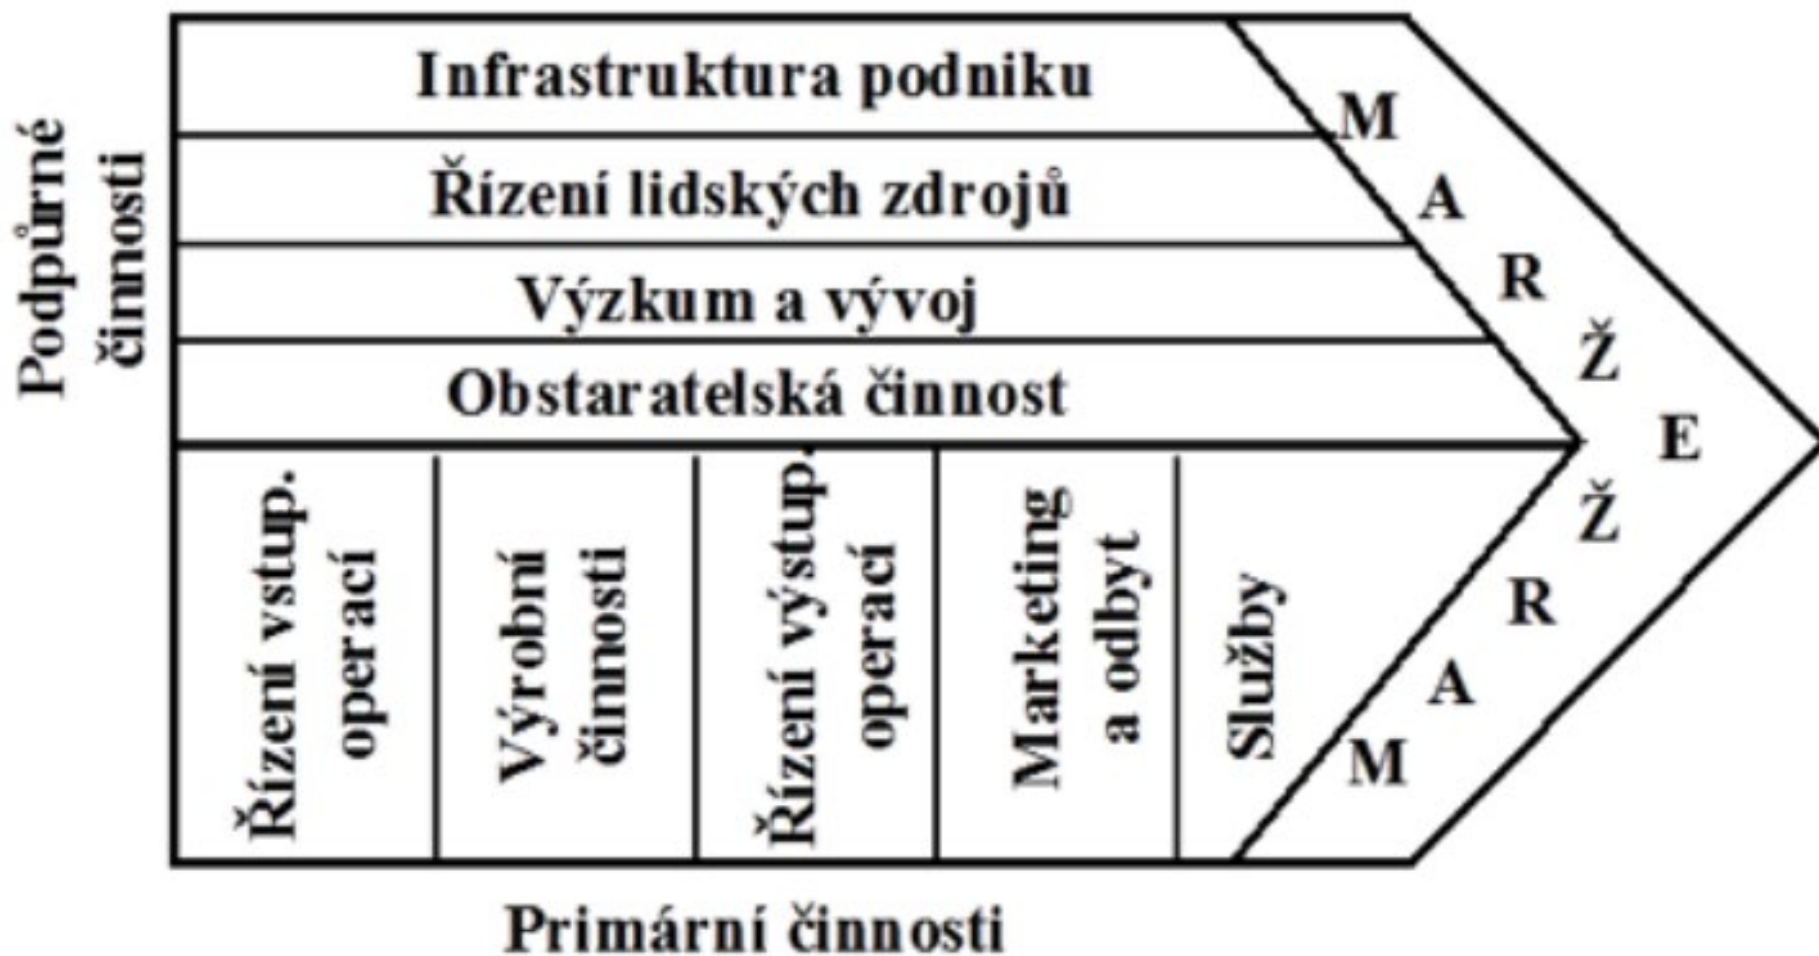 Podpůrné
činnosti
Infrastruktura podniku
Řízení lidských zdrojů
Výzkum a vývoj
Obstaratelská činnost
Řízení vstup.
operací
Výrobní
činnosti
Řízení výstup.
operací
Marketing
a odbyt
Služby
M
A
R
Ž
E
Ž
R
A
M
Primární činnosti